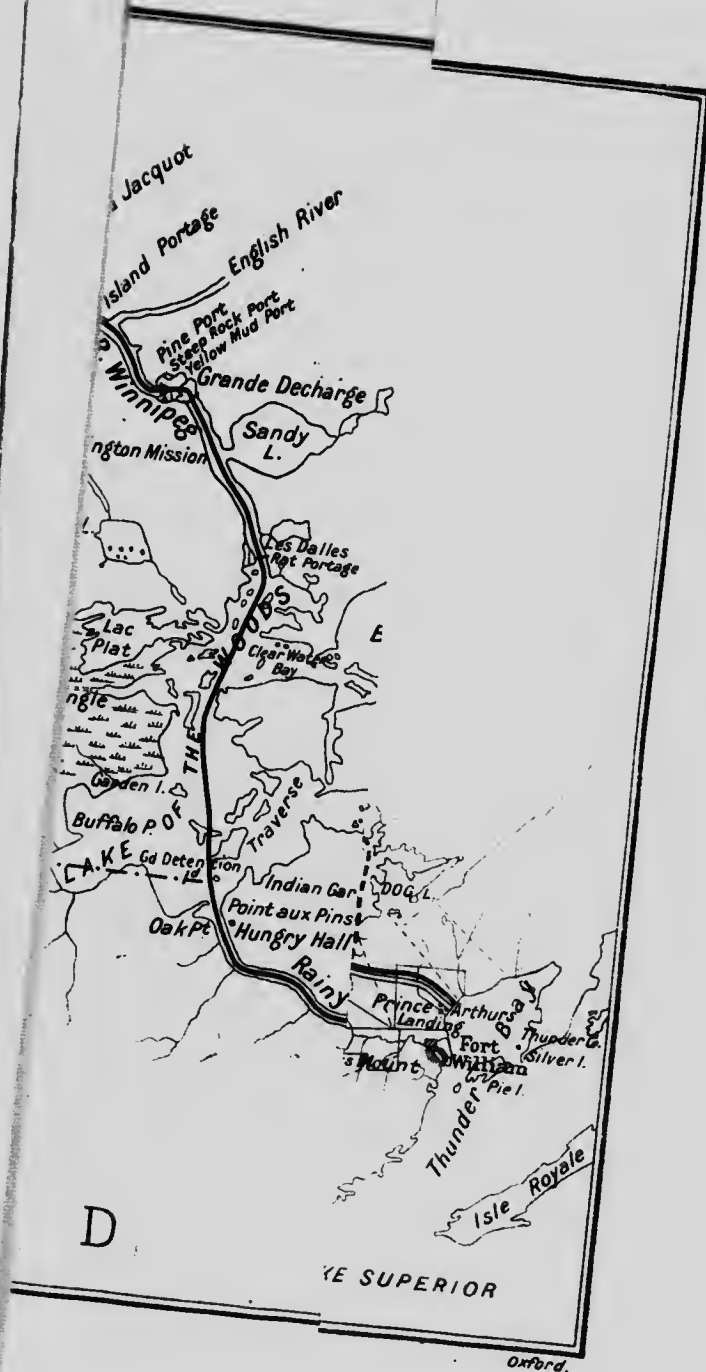 Jacquot
Island Portage
English River
Pine Port
Steep Rock Port
Yellow Mud Port
R. Winnipeg
Grande Decharge
Sandy
L.
ngton Mission
L.
Les Dalles
Rat Portage
Lac
Plat
Clear Water
Bay
E
ngle
LAKE OF THE WOODS
Garden I.
Buffalo P.
Traverse
Gd Detention
Id
Indian Gar
DOG L.
Point aux Pins
Oak Pt
Hungry Hall
Rainy
Prince Arthurs
Landing
Thunder Bay
Thunder C.
Silver I.
Fort
William
's Mount
Pie I.
Isle Royale
D
KE SUPERIOR
Oxford.